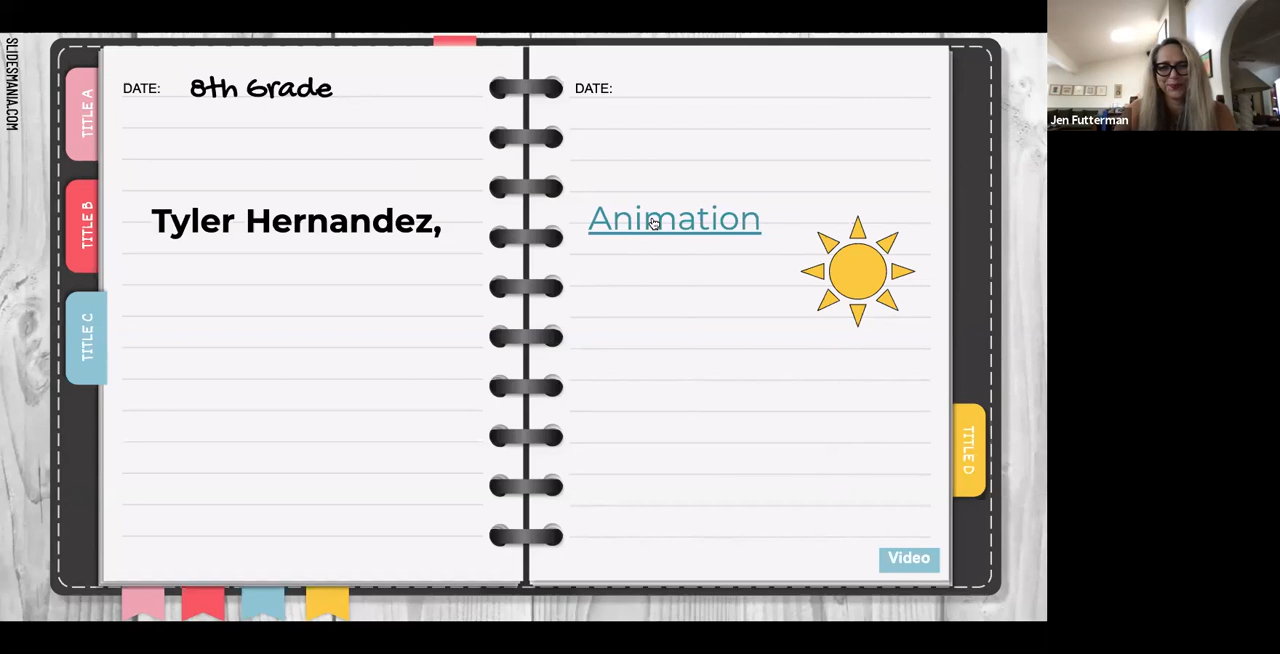 SLIDESMANIA.COM
TITLE A
TITLE B
TITLE C
DATE:
8th Grade
Tyler Hernandez,
DATE:
Animation
Video
TITLE D
Jen Futterman